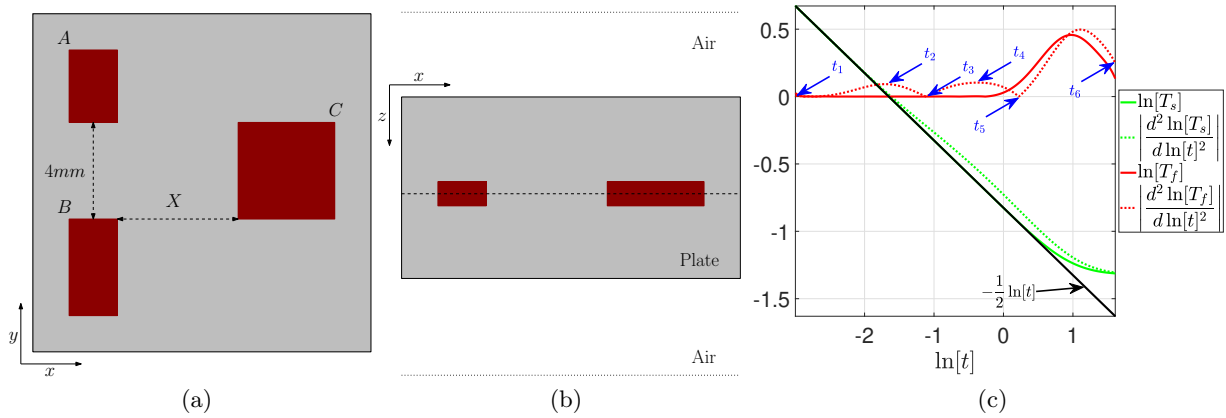 A
C
4mm
X
B
y
x
(a)
Air
x
z
Plate
Air
(b)
0.5
0
-0.5
-1
-1.5
t₁
t₂
t₃
t₄
t₅
t₆
−1/2 ln[t]
-2
-1
0
1
ln[t]
ln[Tₛ]
|d² ln[Tₛ] / d ln[t]²|
ln[T_f]
|d² ln[T_f] / d ln[t]²|
(c)